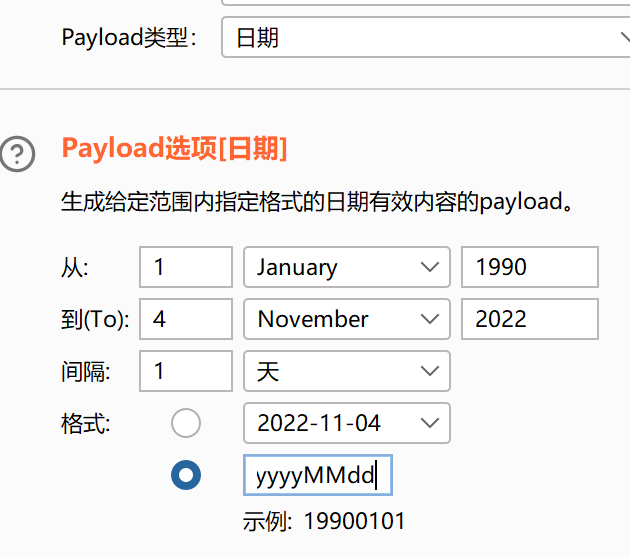 Payload类型: 日期
Payload选项[日期]
生成给定范围内指定格式的日期有效内容的payload。
从: 1 January 1990
到(To): 4 November 2022
间隔: 1 天
格式: 2022-11-04
yyyyMMdd
示例: 19900101